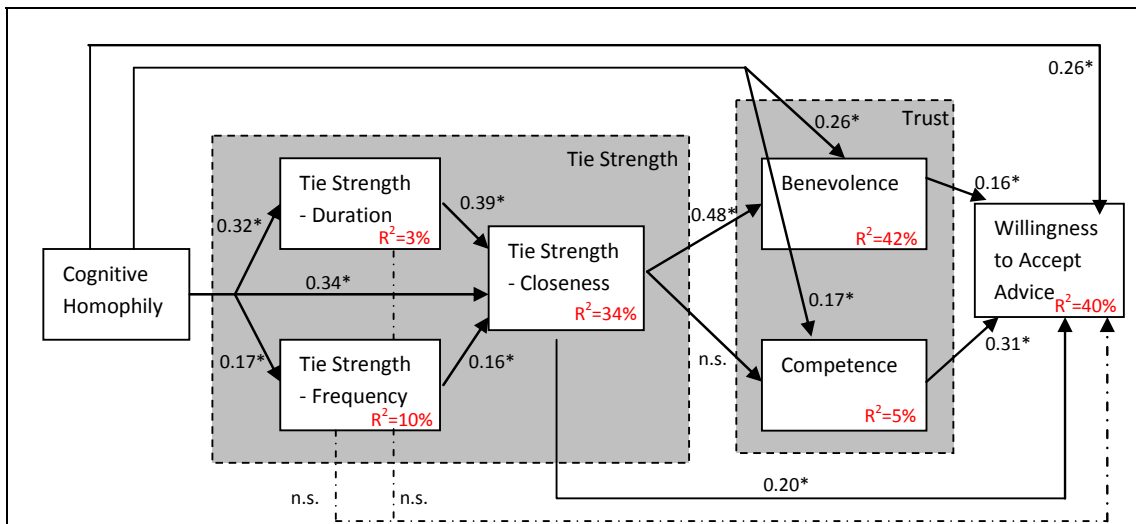 0.26*
0.26*
Trust
Tie Strength
Tie Strength
- Duration
R²=3%
Benevolence
R²=42%
0.16*
0.32*
0.39*
0.48*
Cognitive
Homophily
0.34*
Tie Strength
- Closeness
R²=34%
Willingness
to Accept
Advice
R²=40%
0.17*
0.17*
Tie Strength
- Frequency
R²=10%
0.16*
n.s.
Competence
R²=5%
0.31*
n.s.
n.s.
0.20*